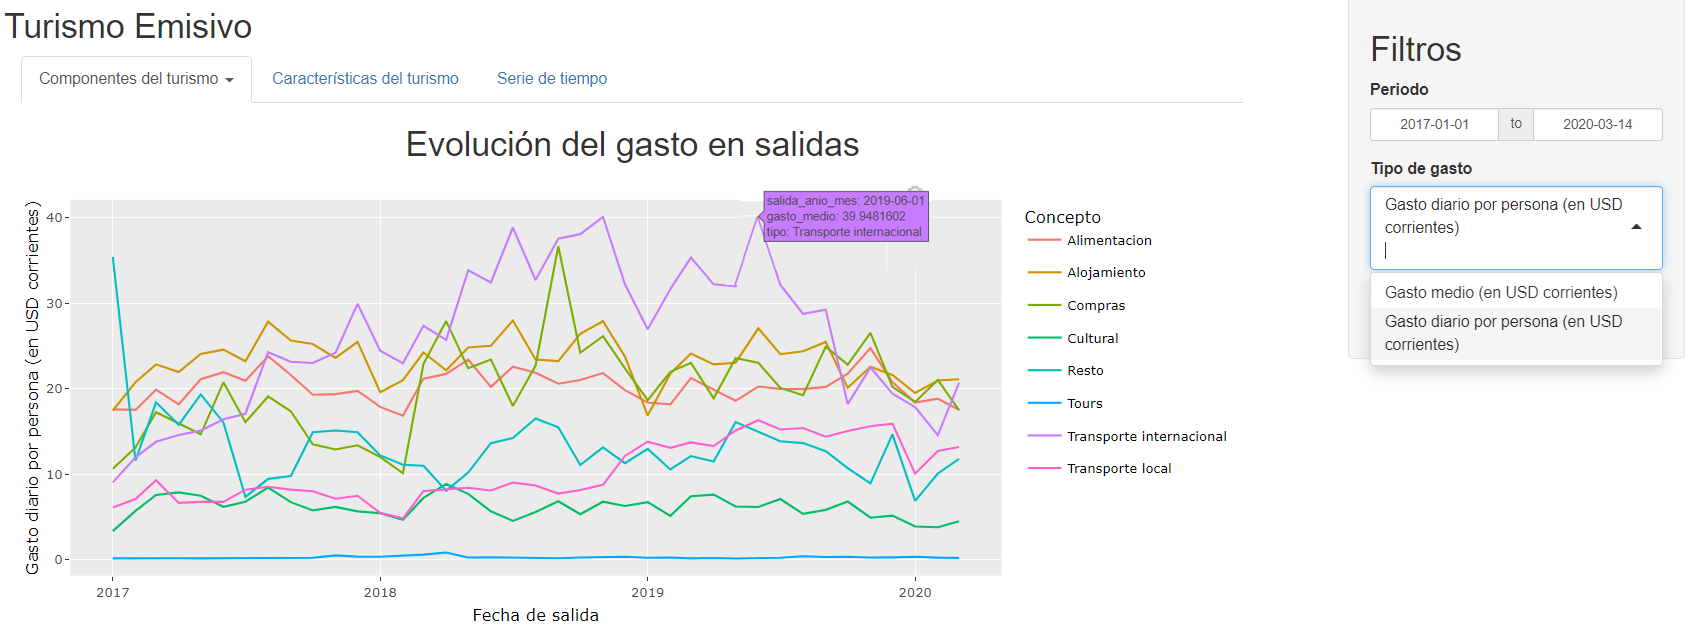 Turismo Emisivo
Componentes del turismo
Características del turismo
Serie de tiempo
Evolución del gasto en salidas
Gasto diario por persona (en USD corrientes)
40
30
20
10
0
2017
2018
2019
2020
Fecha de salida
salida_anio_mes: 2019-06-01
gasto_medio: 39.9481602
tipo: Transporte internacional
Concepto
Alimentacion
Alojamiento
Compras
Cultural
Resto
Tours
Transporte internacional
Transporte local
Filtros
Periodo
2017-01-01 to 2020-03-14
Tipo de gasto
Gasto diario por persona (en USD
corrientes)
Gasto medio (en USD corrientes)
Gasto diario por persona (en USD
corrientes)